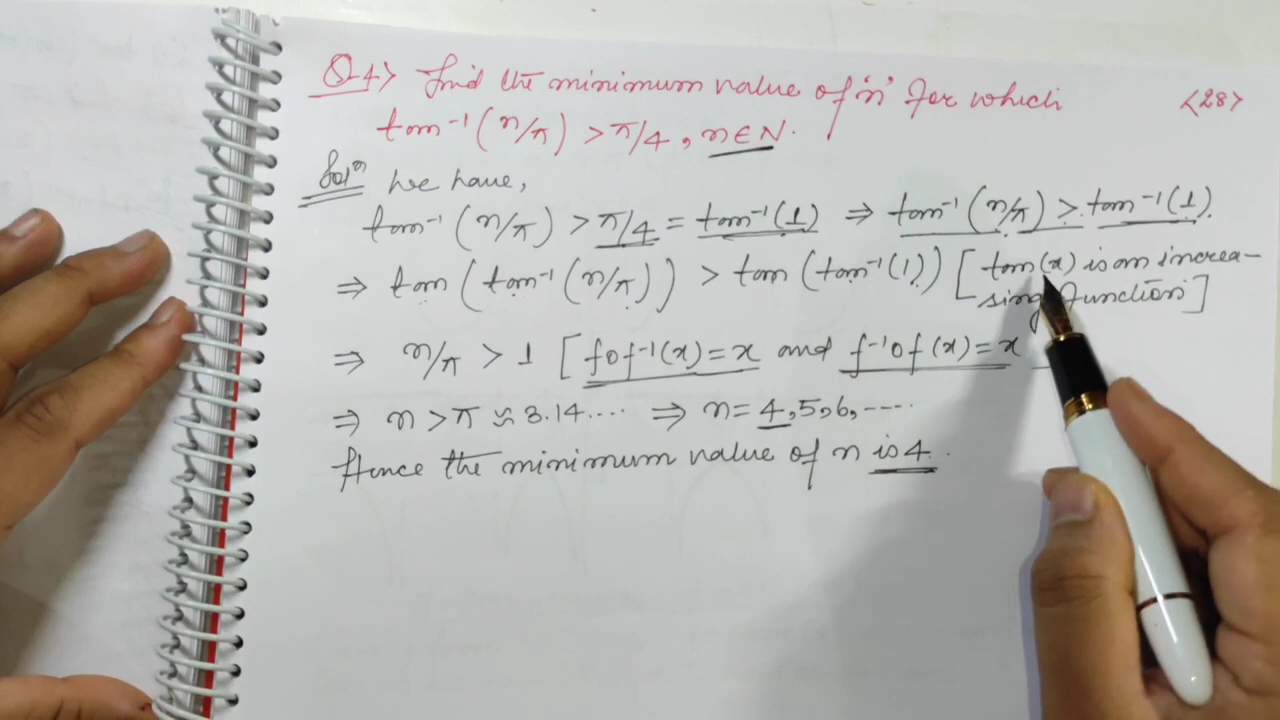 Q-4> Find the minimum value of 'n' for which <28>
tan⁻¹(n/π) > π/4, n∈N.
Solⁿ We have,
tan⁻¹(n/π) > π/4 = tan⁻¹(1) ⇒ tan⁻¹(n/π) > tan⁻¹(1).
⇒ tan(tan⁻¹(n/π)) > tan(tan⁻¹(1)) [tan(x) is an increa-
sing function]
⇒ n/π > 1 [fof⁻¹(x)=x and f⁻¹of(x)=x
⇒ n > π ≈ 3.14.... ⇒ n = 4,5,6,----
Hence the minimum value of n is 4.